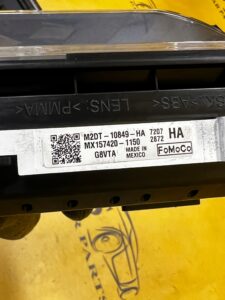 LENS:>PMMA<
>ABS<
M2DT-10849-HA
7207
HA
MX157420-1150
2872
G8VTA
MADE IN
MEXICO
FoMoCo